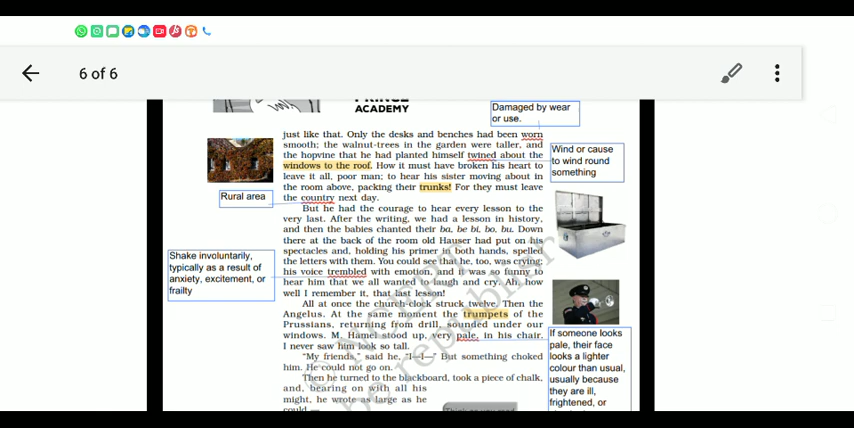 6 of 6
PRINCE
ACADEMY
Damaged by wear
or use.
just like that. Only the desks and benches had been worn
smooth; the walnut-trees in the garden were taller, and
the hopvine that he had planted himself twined about the
windows to the roof. How it must have broken his heart to
leave it all, poor man; to hear his sister moving about in
the room above, packing their trunks! For they must leave
the country next day.
Wind or cause
to wind round
something
Rural area
But he had the courage to hear every lesson to the
very last. After the writing, we had a lesson in history,
and then the babies chanted their ba, be bi, bo, bu. Down
there at the back of the room old Hauser had put on his
spectacles and, holding his primer in both hands, spelled
the letters with them. You could see that he, too, was crying;
his voice trembled with emotion, and it was so funny to
hear him that we all wanted to laugh and cry. Ah, how
well I remember it, that last lesson!
Shake involuntarily,
typically as a result of
anxiety, excitement, or
frailty
All at once the church-clock struck twelve. Then the
Angelus. At the same moment the trumpets of the
Prussians, returning from drill, sounded under our
windows. M. Hamel stood up, very pale, in his chair.
I never saw him look so tall.
If someone looks
pale, their face
looks a lighter
colour than usual,
usually because
they are ill,
frightened, or
"My friends," said he, "I—I—" But something choked
him. He could not go on.
Then he turned to the blackboard, took a piece of chalk,
and, bearing on with all his
might, he wrote as large as he
could —
© NCERT
be republished